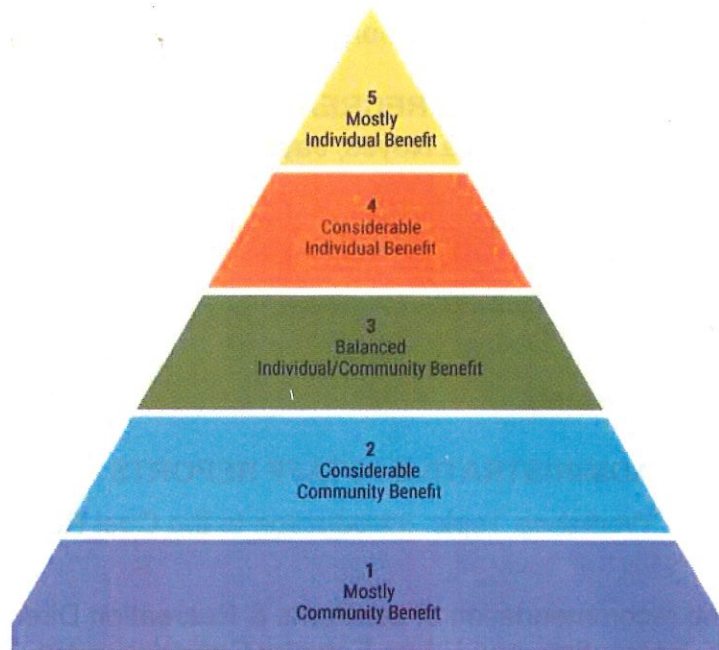 5
Mostly
Individual Benefit
4
Considerable
Individual Benefit
3
Balanced
Individual/Community Benefit
2
Considerable
Community Benefit
1
Mostly
Community Benefit